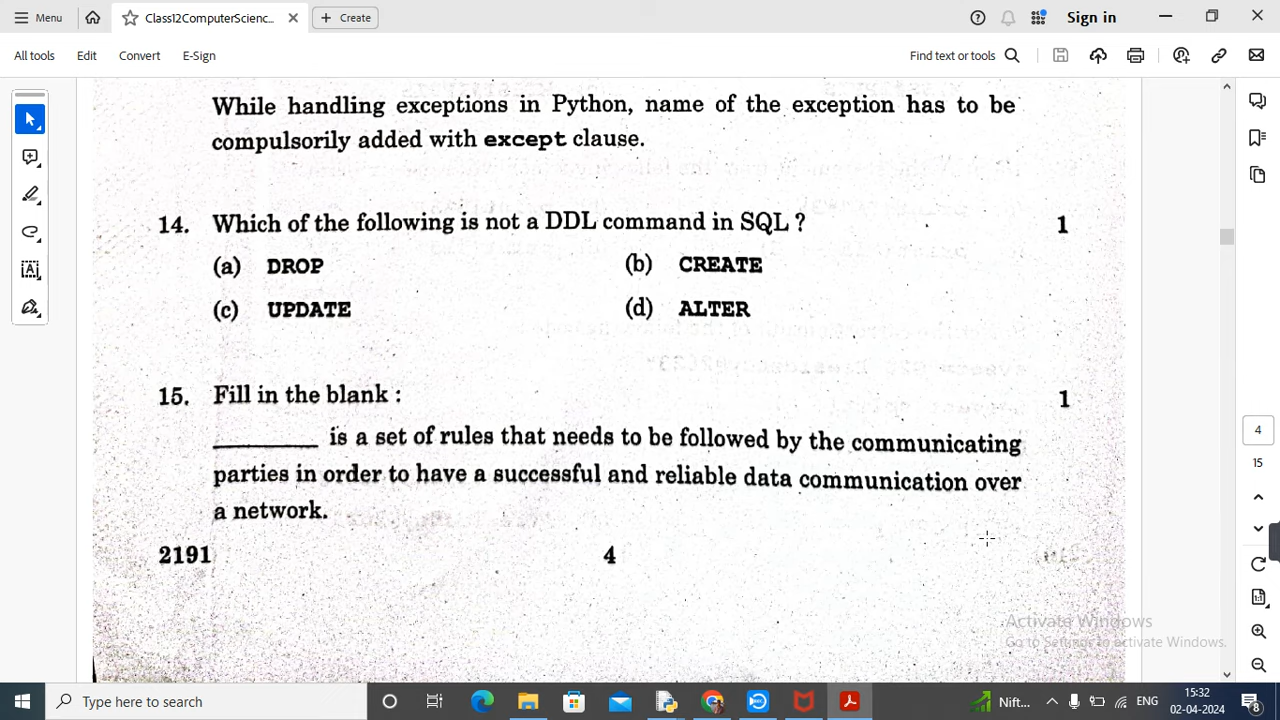 Menu
Class12ComputerScienc...
Create
Sign in
All tools
Edit
Convert
E-Sign
Find text or tools
While handling exceptions in Python, name of the exception has to be
compulsorily added with except clause.
14. Which of the following is not a DDL command in SQL ? 1
(a) DROP (b) CREATE
(c) UPDATE (d) ALTER
15. Fill in the blank : 1
________ is a set of rules that needs to be followed by the communicating
parties in order to have a successful and reliable data communication over
a network.
2191 4
4
15
Activate Windows
Go to Settings to activate Windows.
Type here to search
Nift...
ENG
15:32
02-04-2024
8